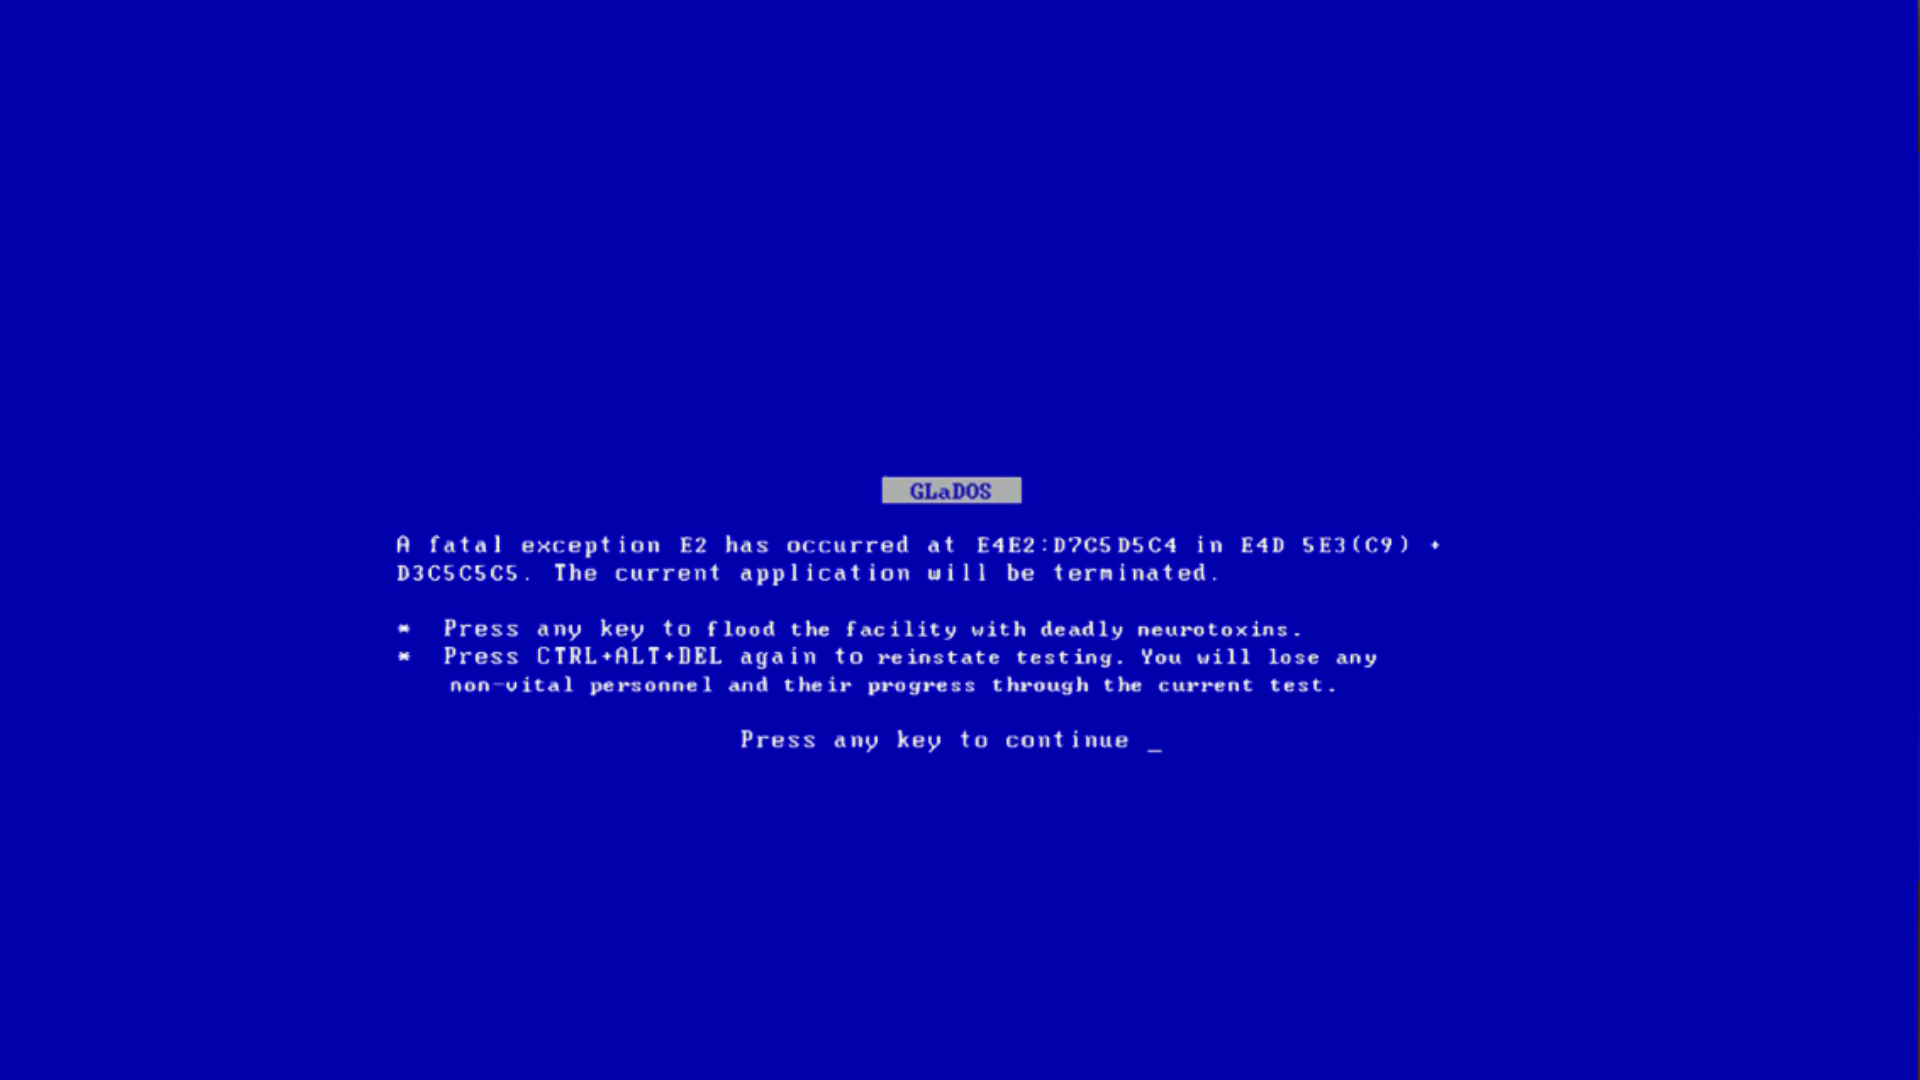 GLaDOS
A fatal exception E2 has occurred at E4E2:D7C5D5C4 in E4D 5E3(C9) +
D3C5C5C5. The current application will be terminated.
* Press any key to flood the facility with deadly neurotoxins.
* Press CTRL+ALT+DEL again to reinstate testing. You will lose any
non-vital personnel and their progress through the current test.
Press any key to continue _